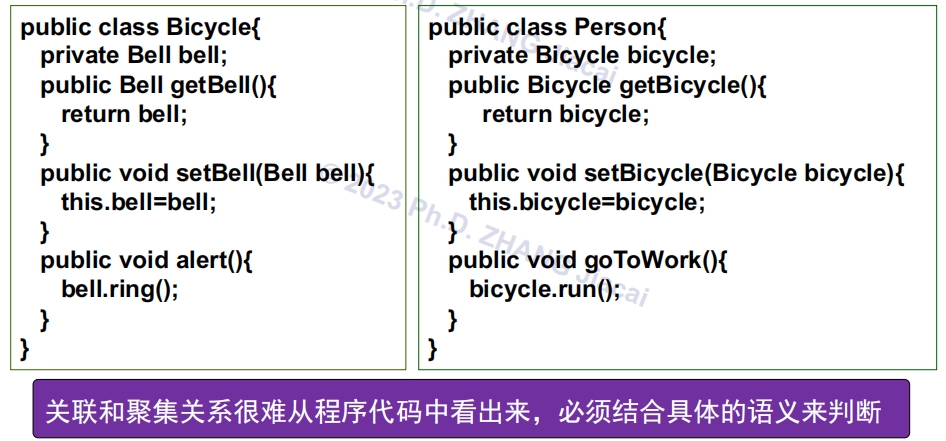 public class Bicycle{
private Bell bell;
public Bell getBell(){
return bell;
}
public void setBell(Bell bell){
this.bell=bell;
}
public void alert(){
bell.ring();
}
}
public class Person{
private Bicycle bicycle;
public Bicycle getBicycle(){
return bicycle;
}
public void setBicycle(Bicycle bicycle){
this.bicycle=bicycle;
}
public void goToWork(){
bicycle.run();
}
}
关联和聚集关系很难从程序代码中看出来，必须结合具体的语义来判断
© 2023 Ph.D. ZHANG Jiacai
Ph.D. ZHANG Jiacai